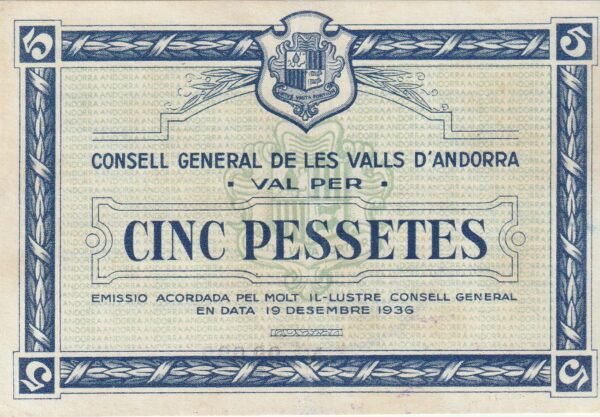 5 5
CONSELL GENERAL DE LES VALLS D'ANDORRA
· VAL PER ·
CINC PESSETES
EMISSIO ACORDADA PEL MOLT IL-LUSTRE CONSELL GENERAL
EN DATA 19 DESEMBRE 1936
5 5